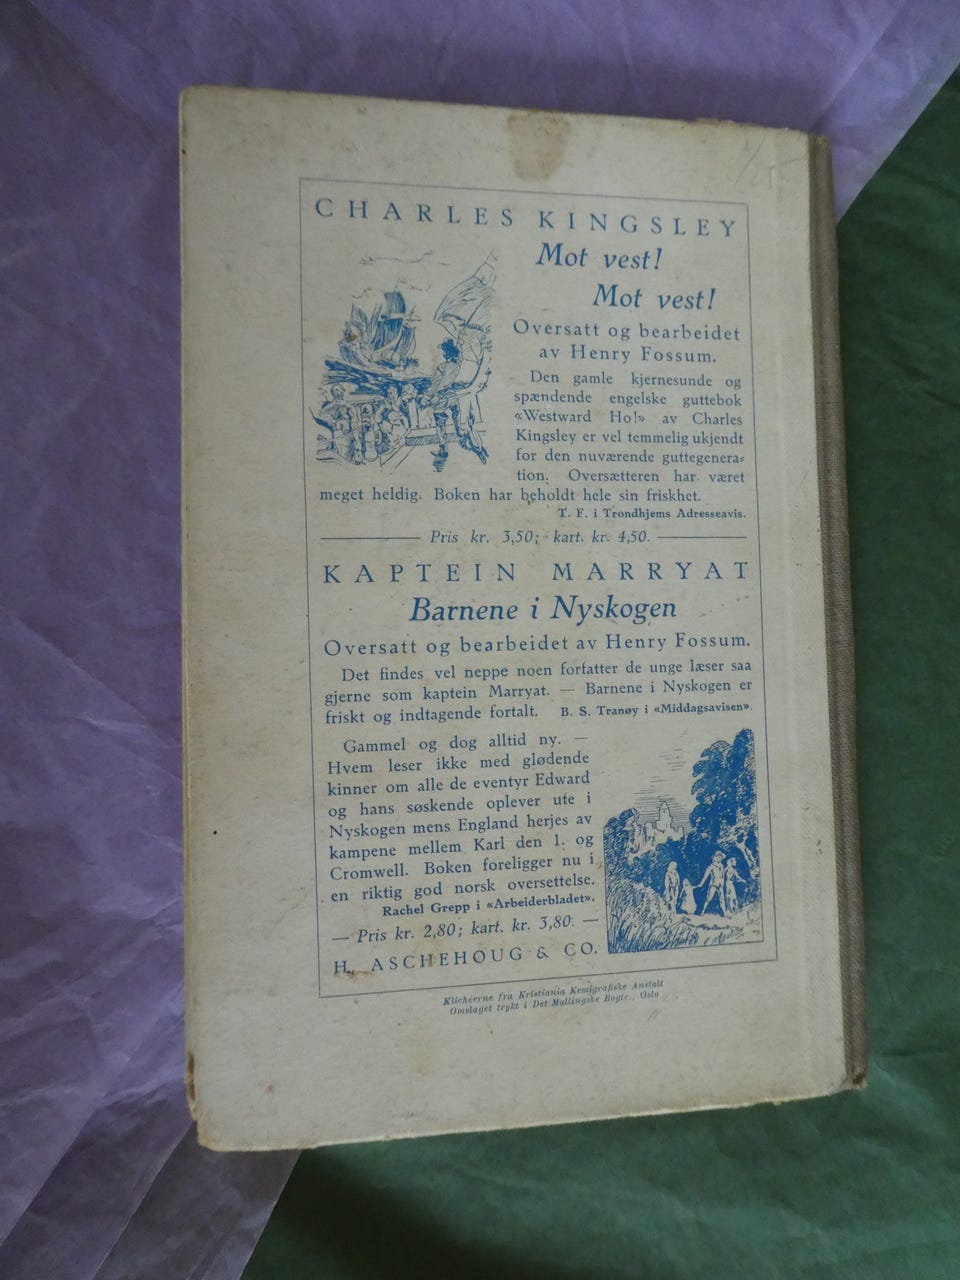 CHARLES KINGSLEY
Mot vest!
Mot vest!
Oversatt og bearbeidet
av Henry Fossum.
Den gamle kjernesunde og
spændende engelske guttebok
«Westward Ho!» av Charles
Kingsley er vel temmelig ukjendt
for den nuværende guttegenera-
tion. Oversætteren har været
meget heldig. Boken har beholdt hele sin friskhet.
T. F. i Trondhjems Adresseavis.
Pris kr. 3,50; kart. kr. 4,50.
KAPTEIN MARRYAT
Barnene i Nyskogen
Oversatt og bearbeidet av Henry Fossum.
Det findes vel neppe noen forfatter de unge læser saa
gjerne som kaptein Marryat. — Barnene i Nyskogen er
friskt og indtagende fortalt. B. S. Tranøy i «Middagsavisen».
Gammel og dog alltid ny. —
Hvem leser ikke med glødende
kinner om alle de eventyr Edward
og hans søskende oplever ute i
Nyskogen mens England herjes av
kampene mellem Karl den 1. og
Cromwell. Boken foreligger nu i
en riktig god norsk oversettelse.
Rachel Grepp i «Arbeiderbladet».
— Pris kr. 2,80; kart. kr. 3,80. —
H. ASCHEHOUG & CO.
Klichéerne fra Kristiania Kemigrafiske Anstalt
Omslaget trykt i Det Mallingske Bogtr., Oslo